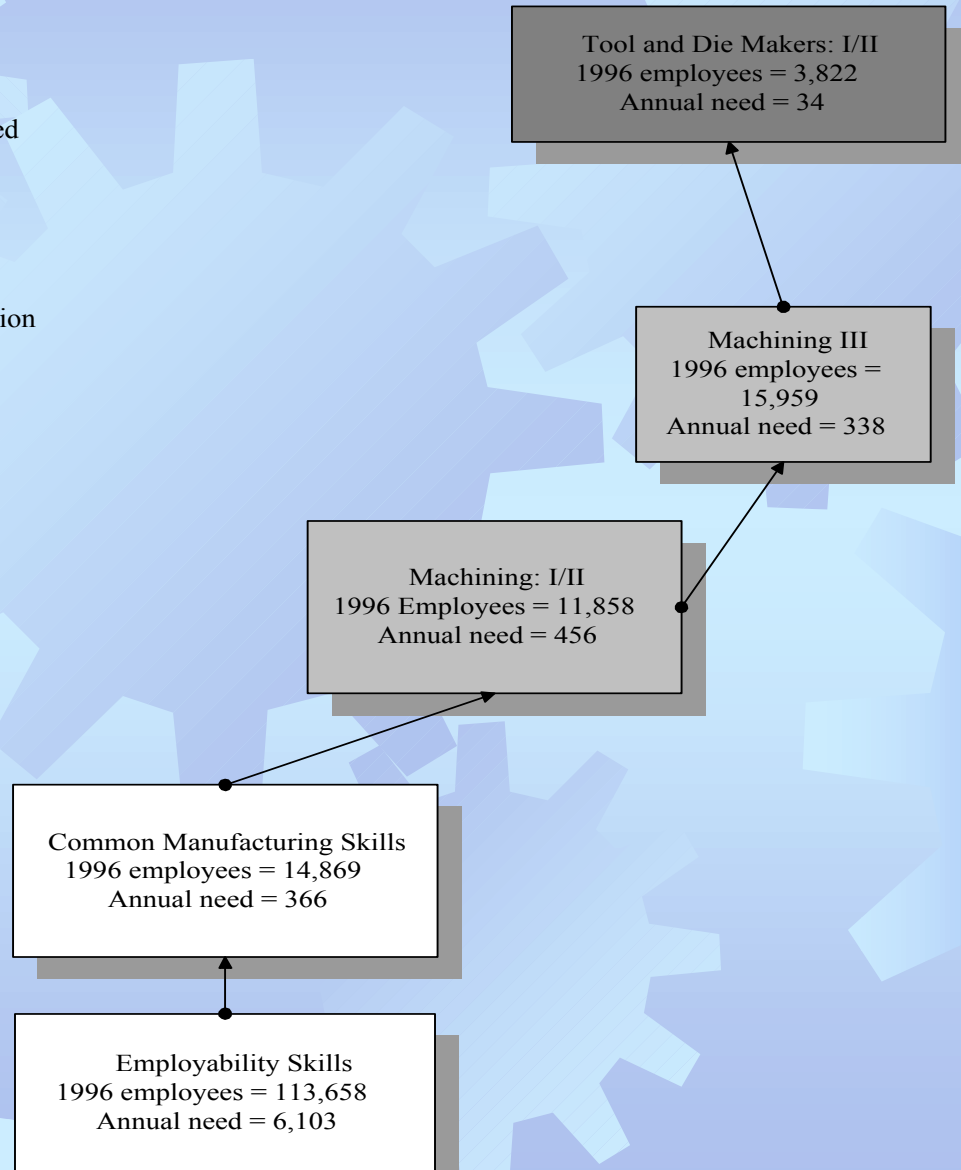 Tool and Die Makers: I/II
1996 employees = 3,822
Annual need = 34
ed
ion
Machining III
1996 employees =
15,959
Annual need = 338
Machining: I/II
1996 Employees = 11,858
Annual need = 456
Common Manufacturing Skills
1996 employees = 14,869
Annual need = 366
Employability Skills
1996 employees = 113,658
Annual need = 6,103